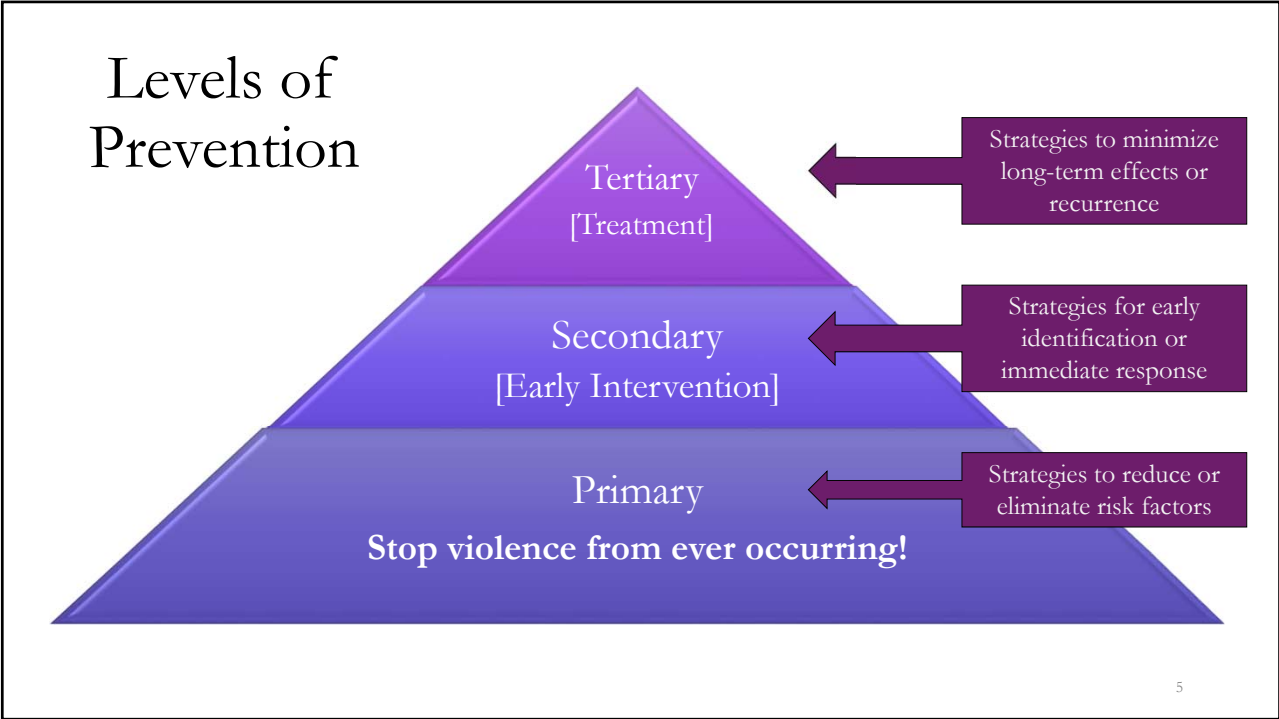 Levels of
Prevention
Tertiary
[Treatment]
Strategies to minimize
long-term effects or
recurrence
Secondary
[Early Intervention]
Strategies for early
identification or
immediate response
Primary
Stop violence from ever occurring!
Strategies to reduce or
eliminate risk factors
5